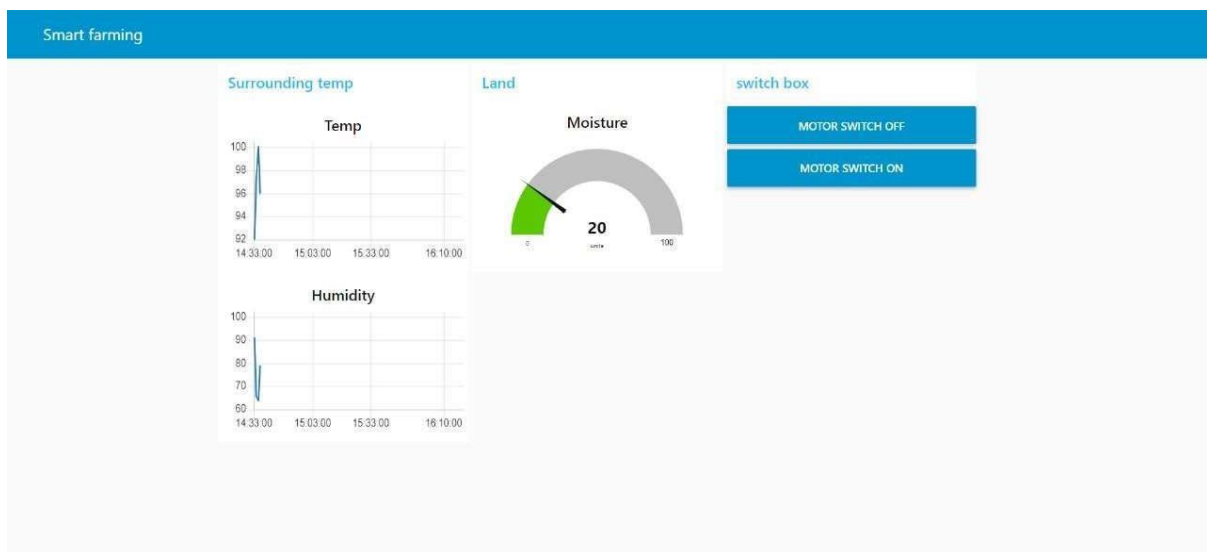 Smart farming
Surrounding temp
Temp
100
98
96
94
92
14:33:00 15:03:00 15:33:00 16:10:00
Humidity
100
90
80
70
60
14:33:00 15:03:00 15:33:00 16:10:00
Land
Moisture
20
units
0 100
switch box
MOTOR SWITCH OFF
MOTOR SWITCH ON